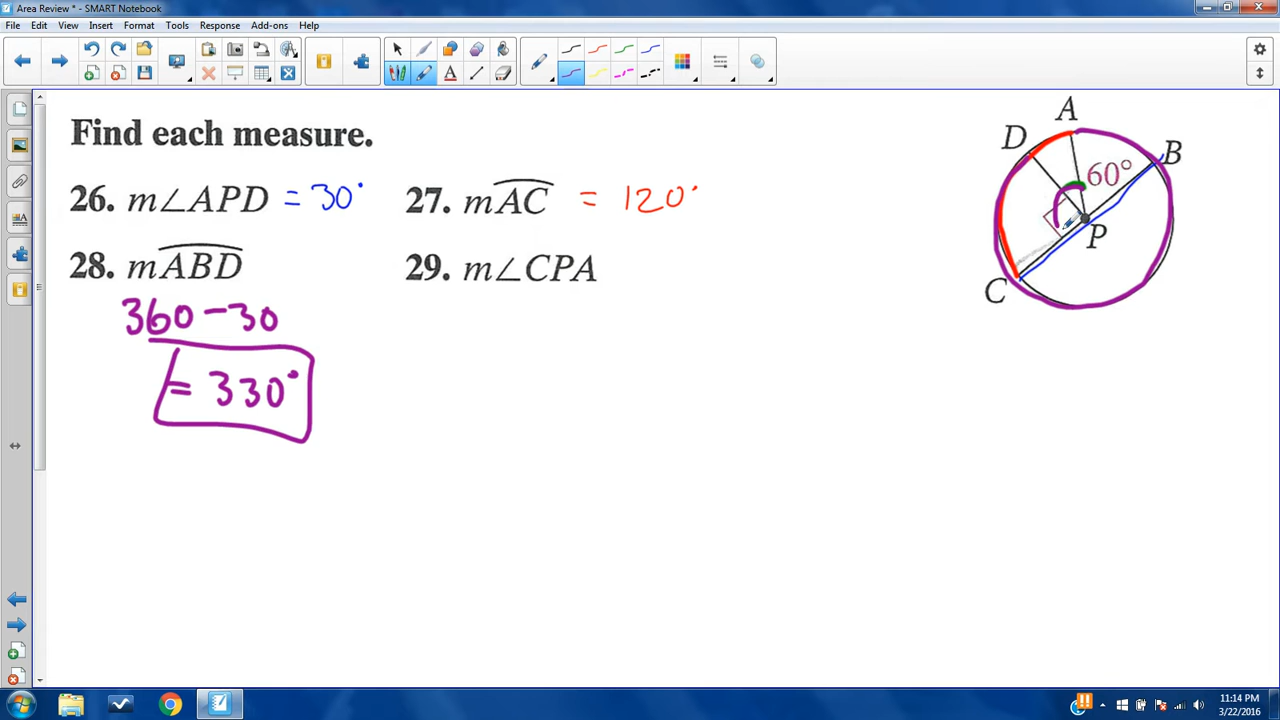 Area Review * - SMART Notebook
File Edit View Insert Format Tools Response Add-ons Help
Find each measure.
26. m∠APD = 30° 27. mAC = 120°
28. mABD 29. m∠CPA
360 - 30
= 330°
A
D
B
60°
P
C
11:14 PM
3/22/2016